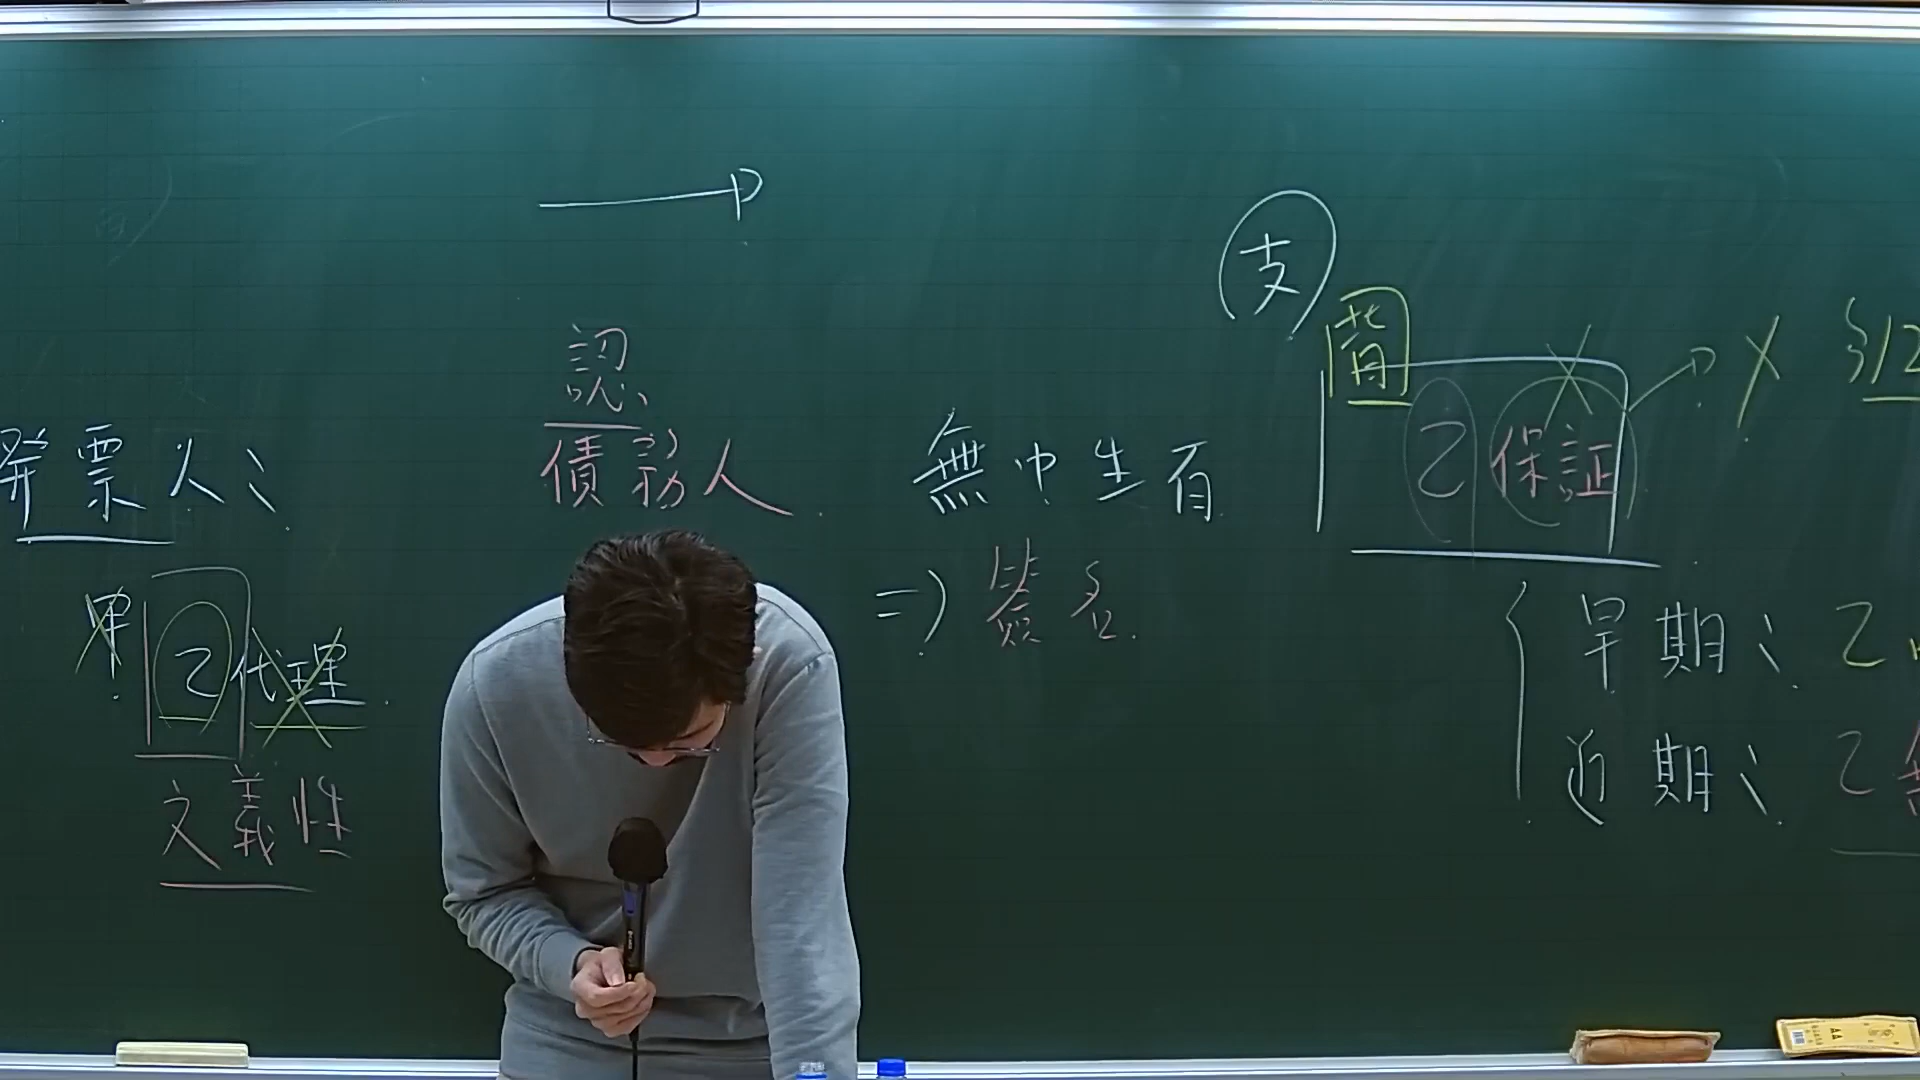 發票人：
甲 乙 代理
文義性
認
債務人
無中生有
⇒ 簽名
支
背
乙 保証
→ X §12
早期：乙
近期：乙